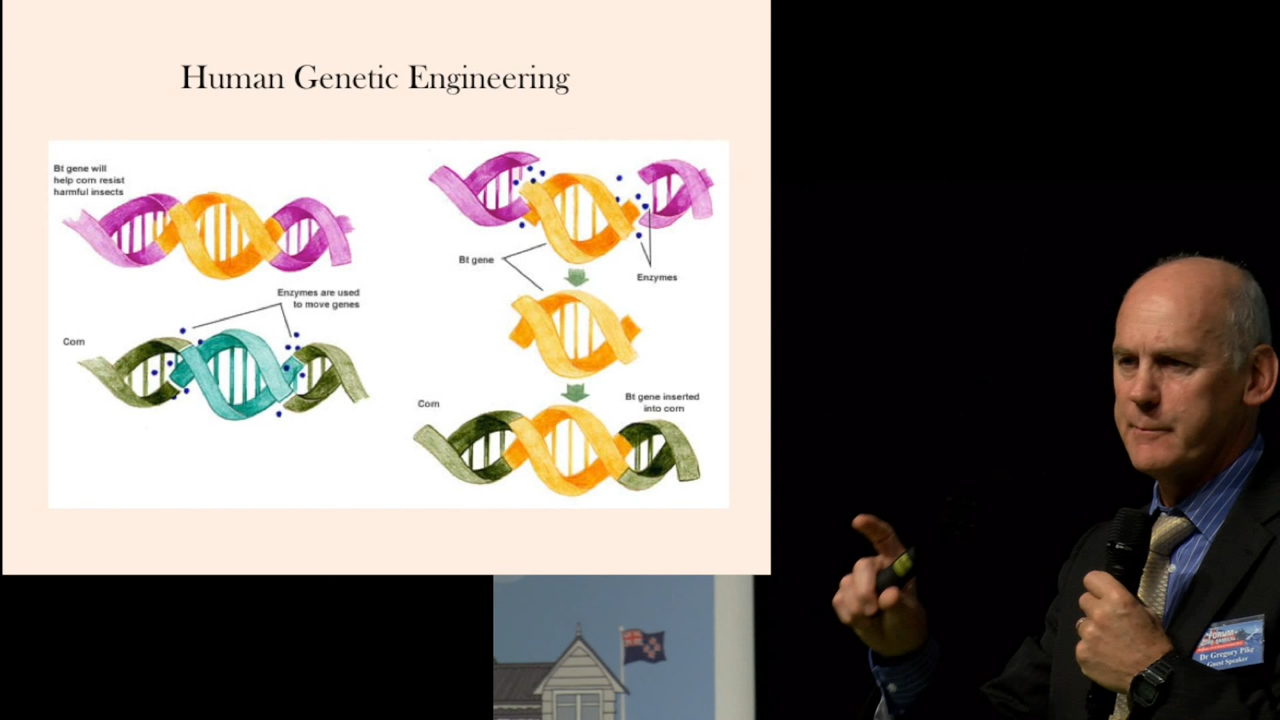 Human Genetic Engineering
Bt gene will
help corn resist
harmful insects
Enzymes are used
to move genes
Corn
Bt gene
Enzymes
Corn
Bt gene inserted
into corn
FORUM
Dr Gregory Pike
Guest Speaker